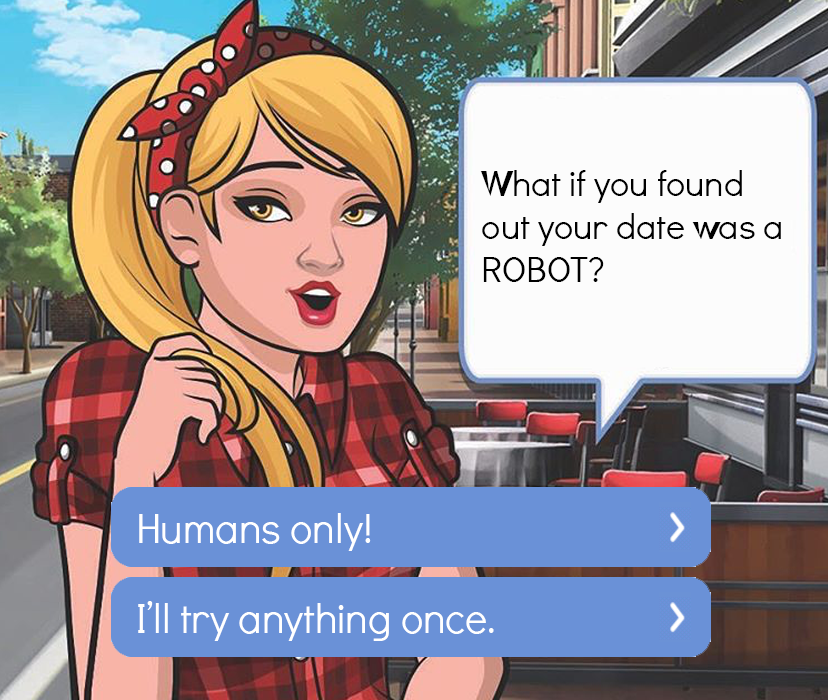 What if you found
out your date was a
ROBOT?
Humans only!
I'll try anything once.